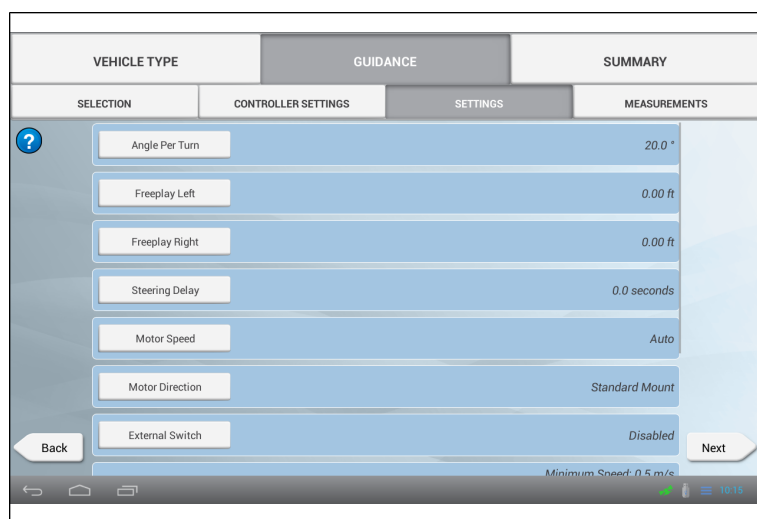 VEHICLE TYPE GUIDANCE SUMMARY
SELECTION CONTROLLER SETTINGS SETTINGS MEASUREMENTS
?
Angle Per Turn 20.0 °
Freeplay Left 0.00 ft
Freeplay Right 0.00 ft
Steering Delay 0.0 seconds
Motor Speed Auto
Motor Direction Standard Mount
External Switch Disabled
Back Next
Minimum Speed: 0.5 m/s
10:15